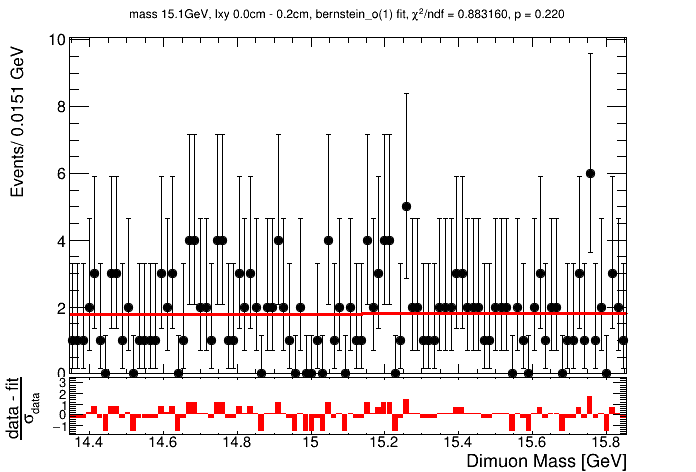 mass 15.1GeV, lxy 0.0cm - 0.2cm, bernstein_o(1) fit, χ²/ndf = 0.883160, p = 0.220
Events/ 0.0151 GeV
10
8
6
4
2
0
data - fit
σdata
3
2
1
0
−1
14.4 14.6 14.8 15 15.2 15.4 15.6 15.8
Dimuon Mass [GeV]